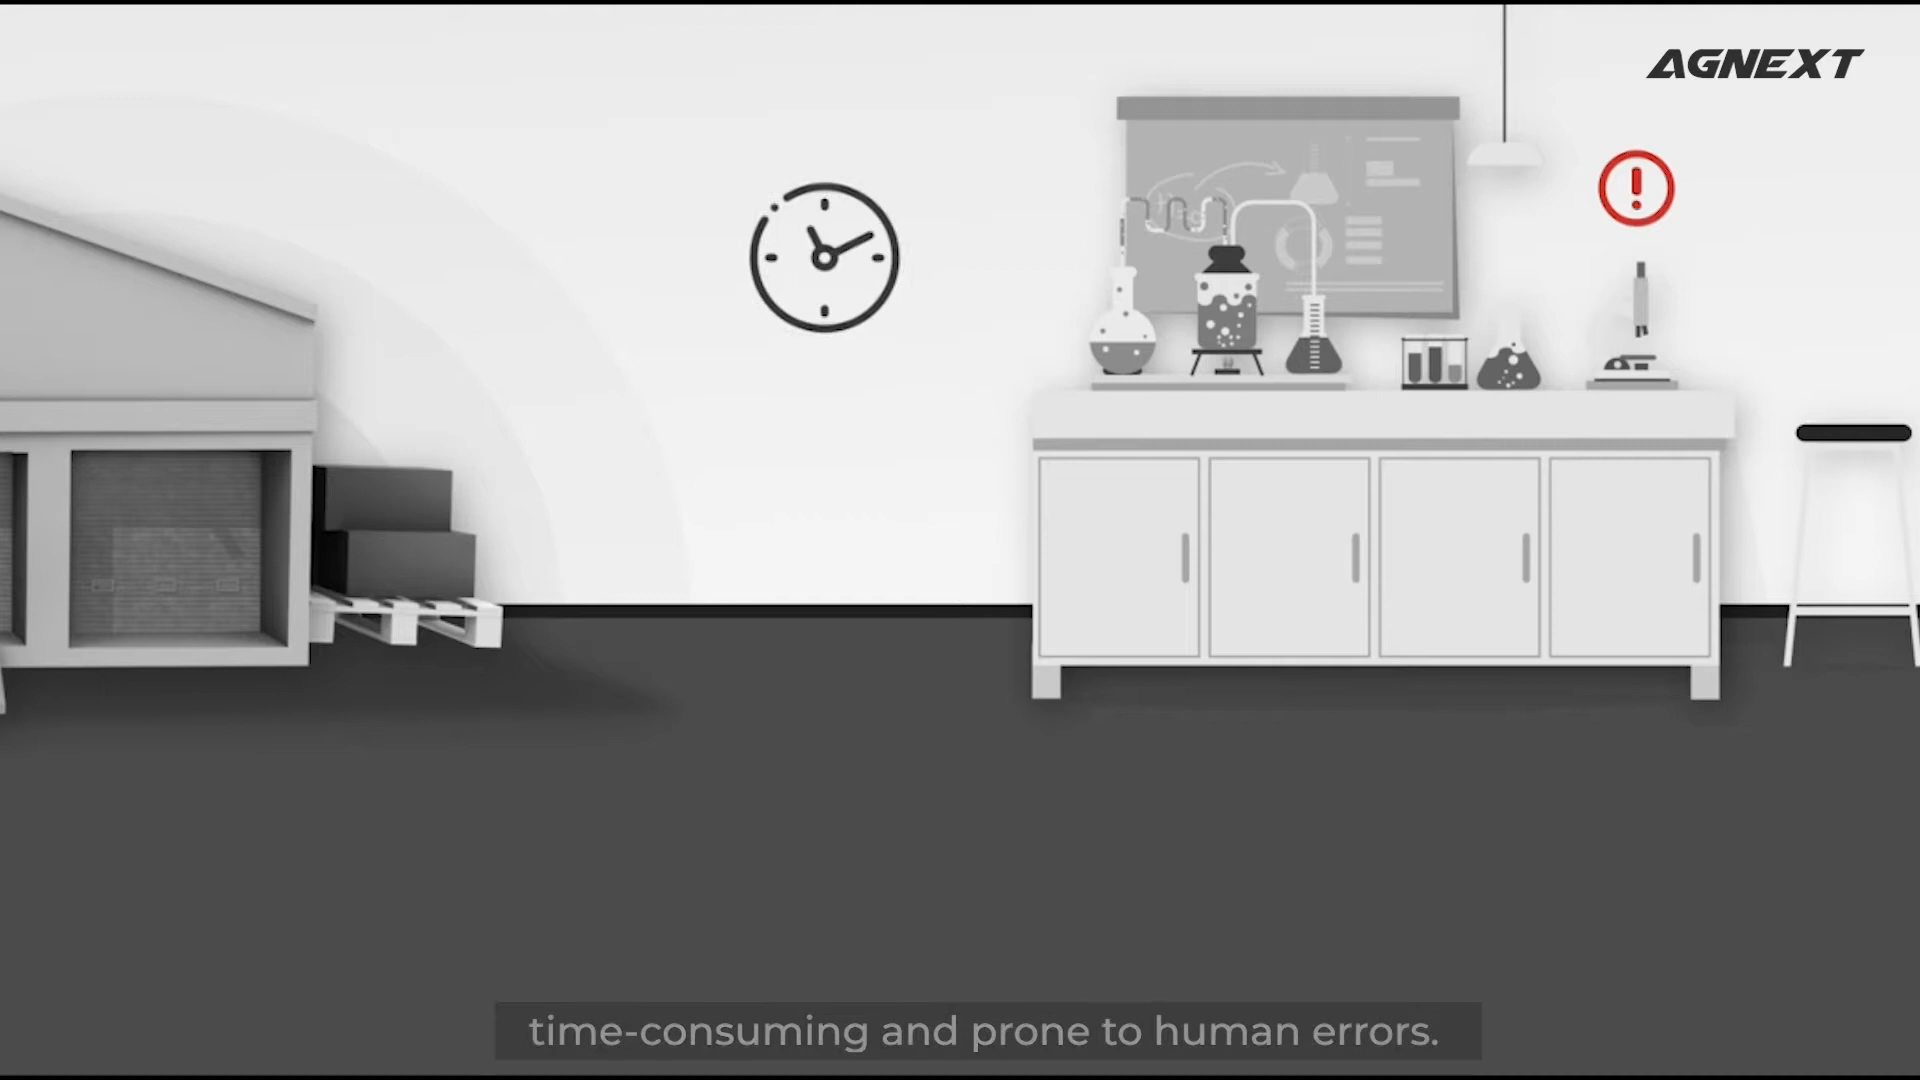 AGNEXT
time-consuming and prone to human errors.